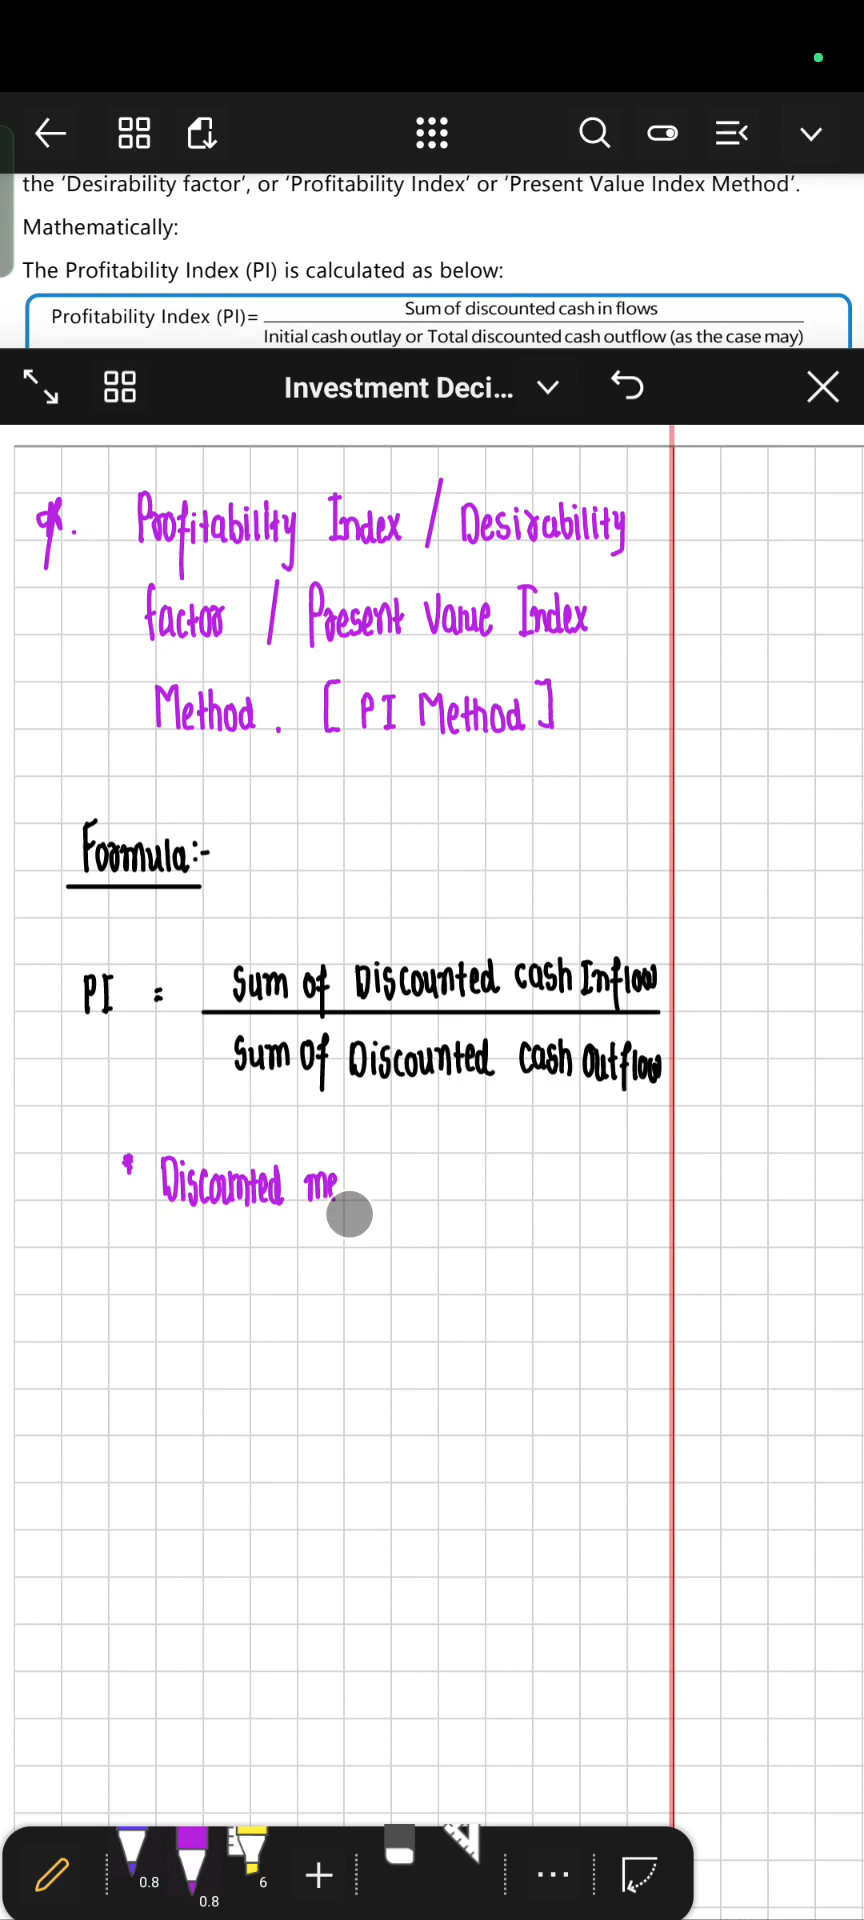 the ‘Desirability factor’, or ‘Profitability Index’ or ‘Present Value Index Method’.
Mathematically:
The Profitability Index (PI) is calculated as below:
Profitability Index (PI)= Sum of discounted cash in flows
Initial cash outlay or Total discounted cash outflow (as the case may)
Investment Deci...
Profitability Index / Desirability
factor / Present Value Index
Method. [ PI Method ]
Formula:-
PI = Sum of Discounted cash Inflow
Sum of Discounted cash Outflow
* Discounted me
0.8
0.8
6